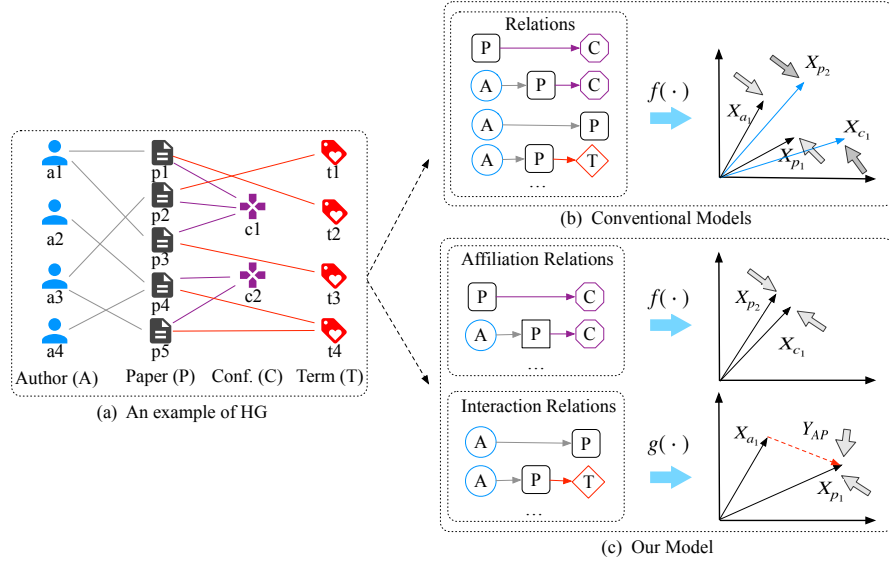 a1
a2
a3
a4
p1
p2
p3
p4
p5
c1
c2
t1
t2
t3
t4
Author (A)
Paper (P)
Conf. (C)
Term (T)
(a) An example of HG
Relations
P
C
A
P
C
A
P
A
P
T
...
f(·)
X_{a_1}
X_{p_2}
X_{p_1}
X_{c_1}
(b) Conventional Models
Affiliation Relations
P
C
A
P
C
...
f(·)
X_{p_2}
X_{c_1}
Interaction Relations
A
P
A
P
T
...
g(·)
X_{a_1}
Y_{AP}
X_{p_1}
(c) Our Model